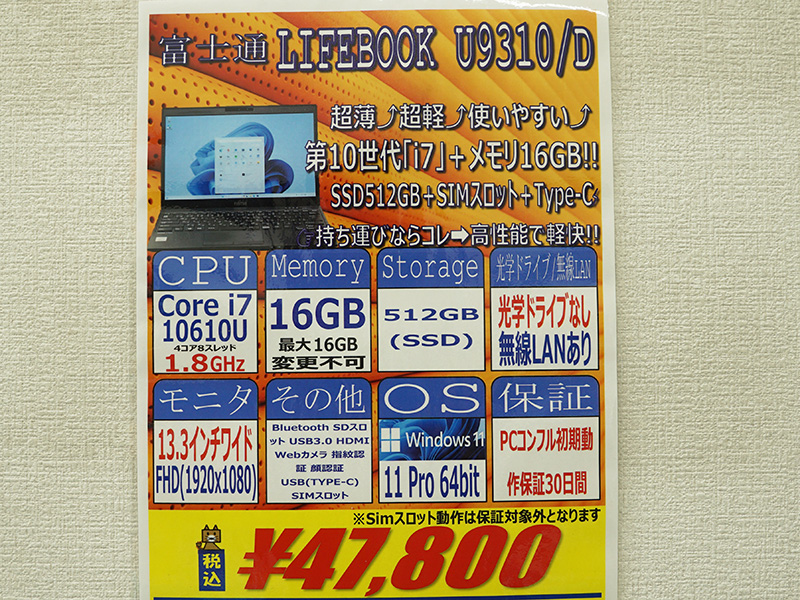 富士通 LIFEBOOK U9310/D
超薄⤴超軽⤴使いやすい⤴
第10世代「i7」+メモリ16GB!!
SSD512GB+SIMスロット+Type-C
持ち運びならコレ➡高性能で軽快!!
CPU
Core i7
10610U
4コア8スレッド
1.8GHz
Memory
16GB
最大16GB
変更不可
Storage
512GB
(SSD)
光学ドライブ/無線LAN
光学ドライブなし
無線LANあり
モニタ
13.3インチワイド
FHD(1920x1080)
その他
Bluetooth SDスロ
ット USB3.0 HDMI
Webカメラ 指紋認
証 顔認証
USB(TYPE-C)
SIMスロット
OS
Windows 11
11 Pro 64bit
保証
PCコンフル初期動
作保証30日間
※Simスロット動作は保証対象外となります
税込
¥47,800